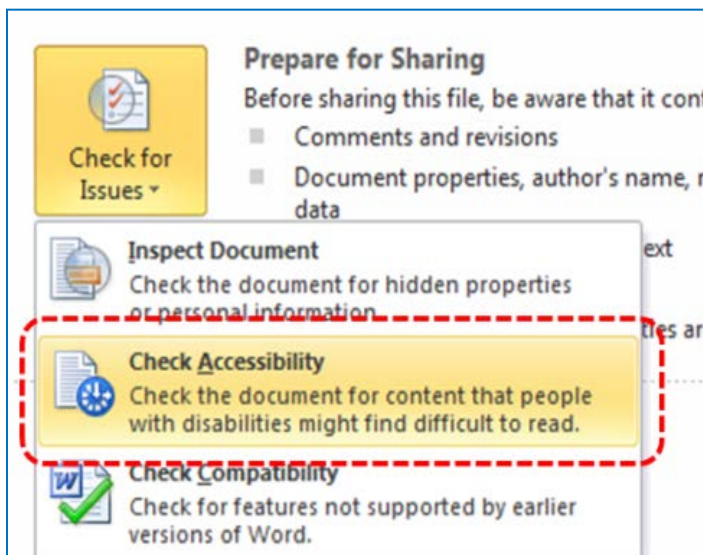 Prepare for Sharing
Before sharing this file, be aware that it
Comments and revisions
Check for
Issues
Document properties, author's name,
data
Inspect Document
ext
Check the document for hidden properties
or personal information.
Check Accessibility
Check the document for content that people
with disabilities might find difficult to read.
Check Compatibility
Check for features not supported by earlier
versions of Word.